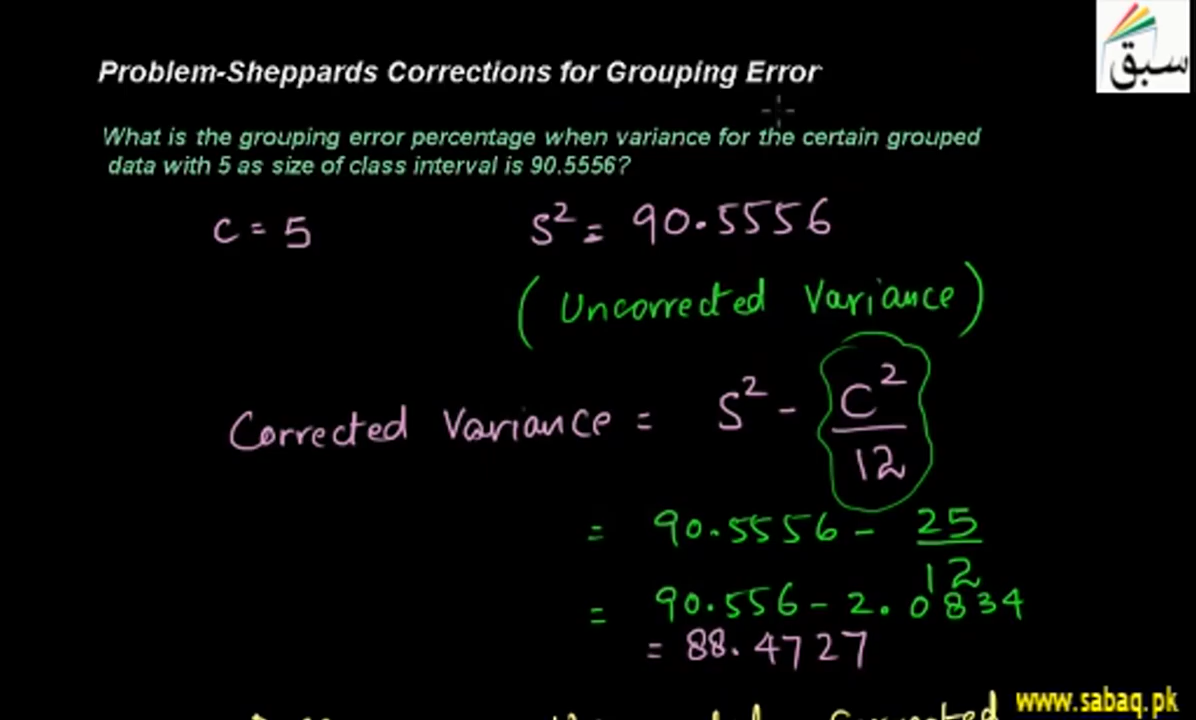 سبق
Problem-Sheppards Corrections for Grouping Error
What is the grouping error percentage when variance for the certain grouped
data with 5 as size of class interval is 90.5556?
c = 5 S² = 90.5556
(Uncorrected Variance)
Corrected Variance = S² - C²/12
= 90.5556 - 25/12
= 90.556 - 2.0834
= 88.4727
www.sabaq.pk